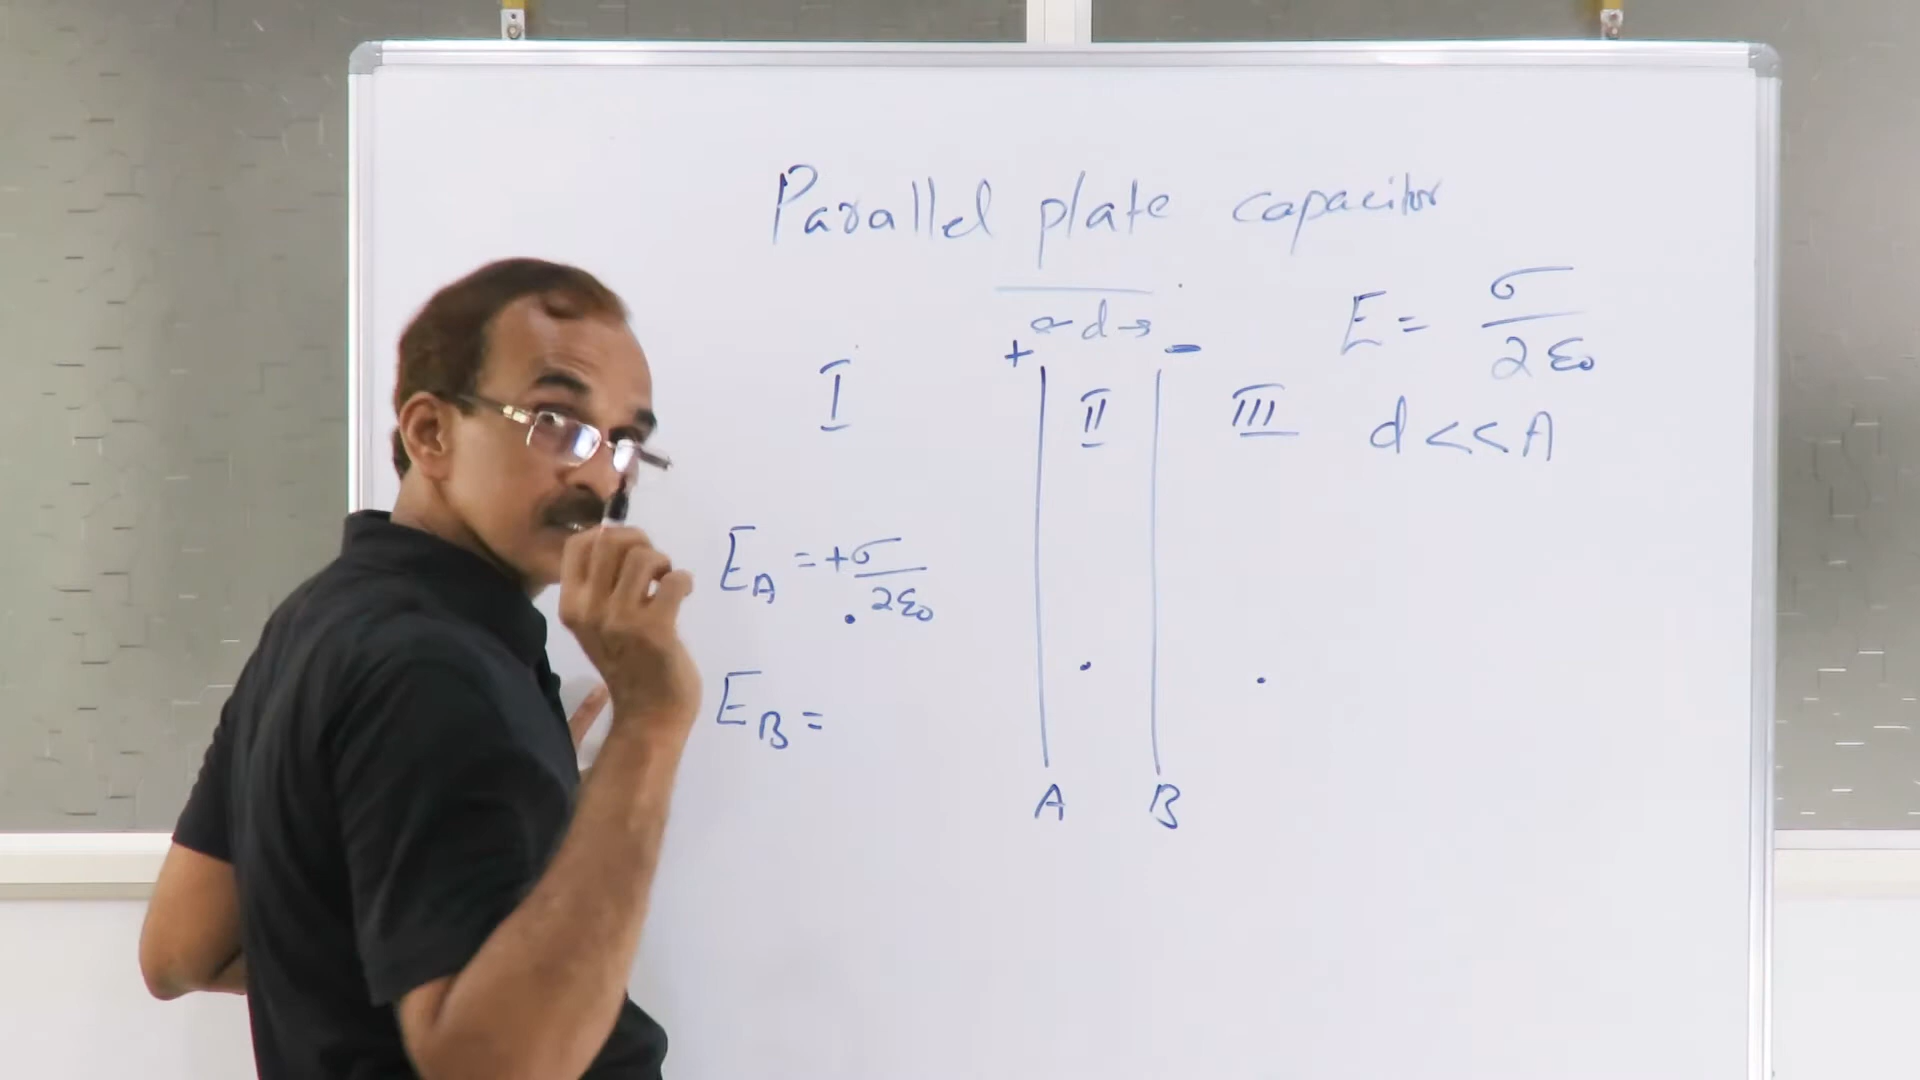 Parallel plate capacitor
d
+ -
E = σ / 2ε₀
I II III
d << A
E_A = +σ / 2ε₀
E_B =
A B